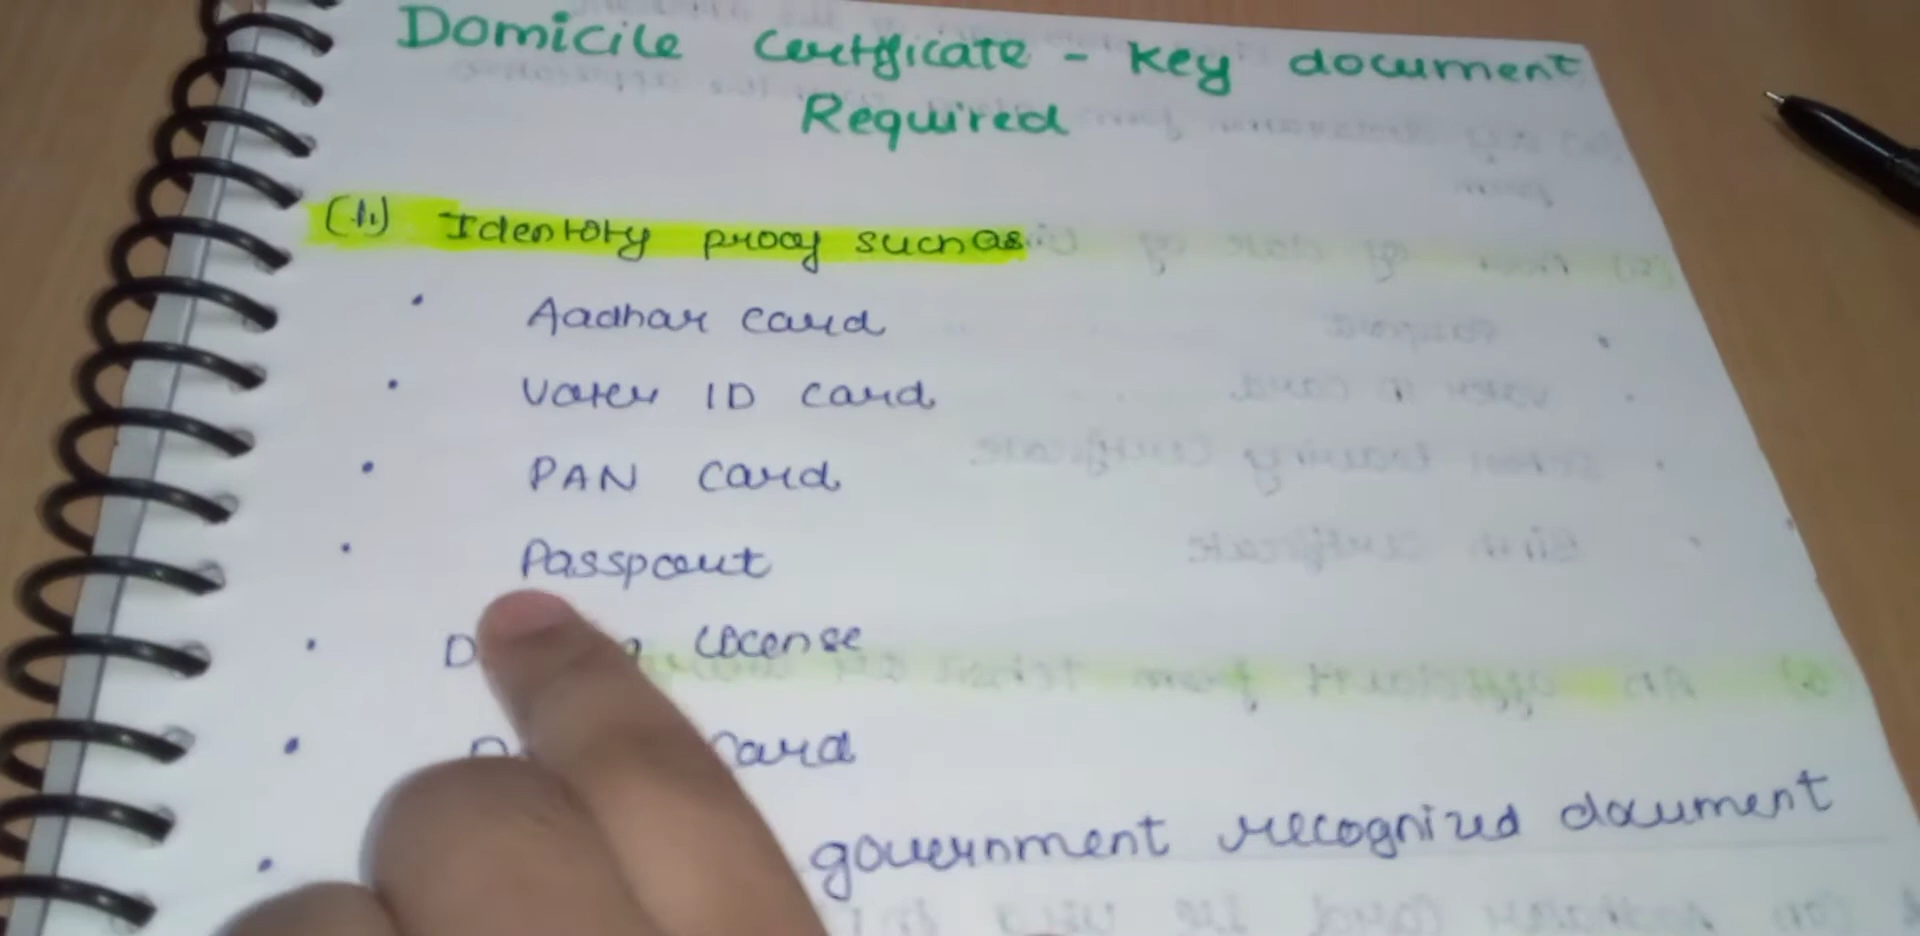 Domicile Certificate - Key document
Required
(1.) Identity proof such as
Aadhar card
Voter ID card
PAN card
Passport
License
card
government recognized document